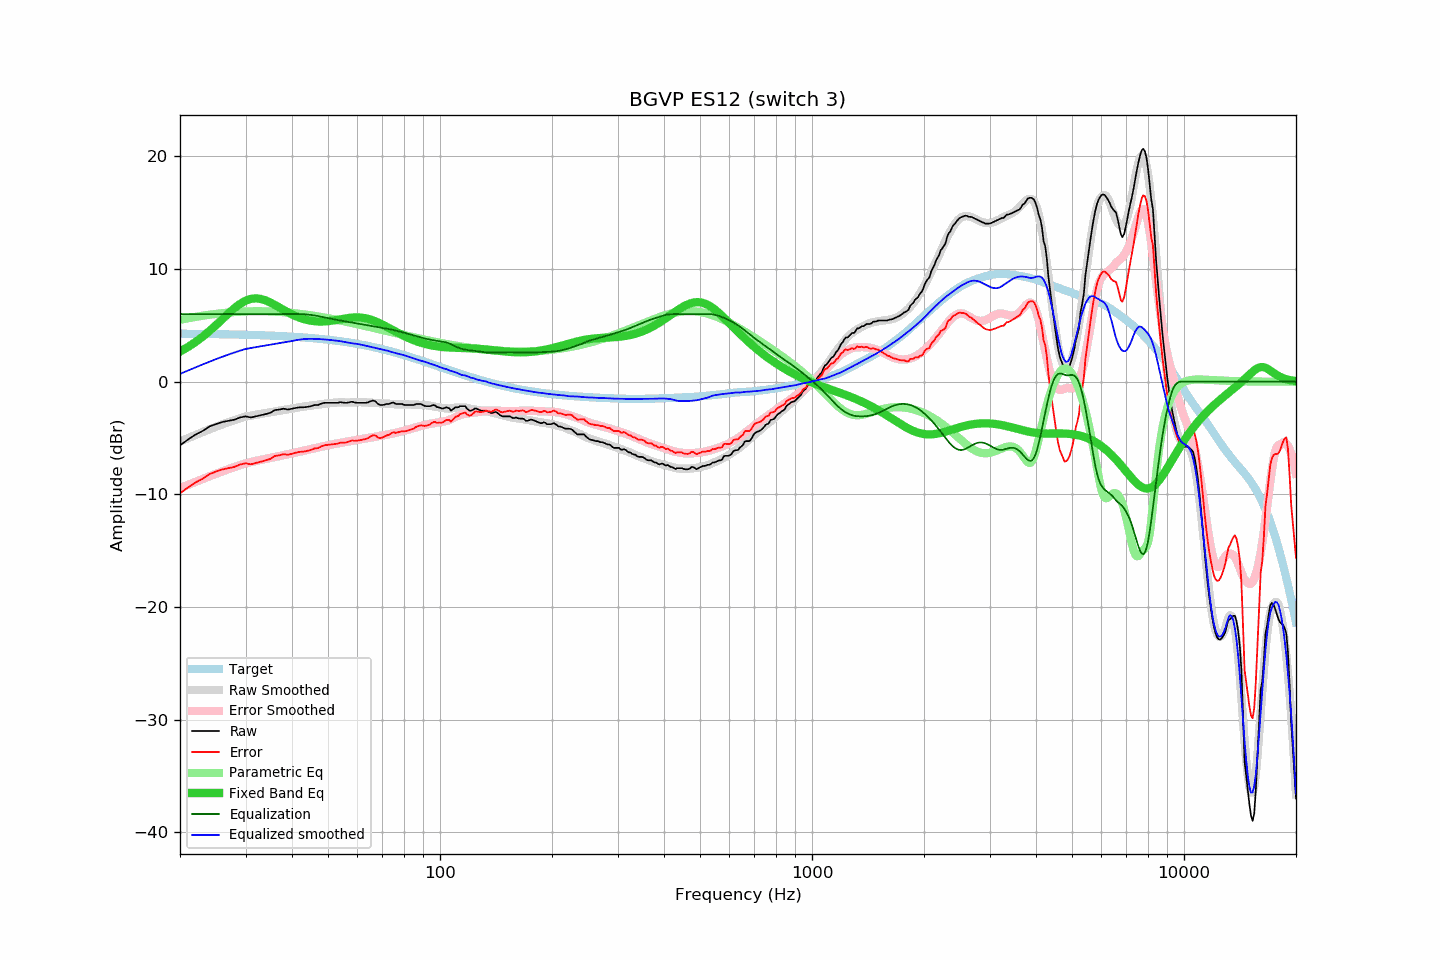 BGVP ES12 (switch 3)
20
10
0
−10
−20
−30
−40
Amplitude (dBr)
Target
Raw Smoothed
Error Smoothed
Raw
Error
Parametric Eq
Fixed Band Eq
Equalization
Equalized smoothed
100
1000
10000
Frequency (Hz)